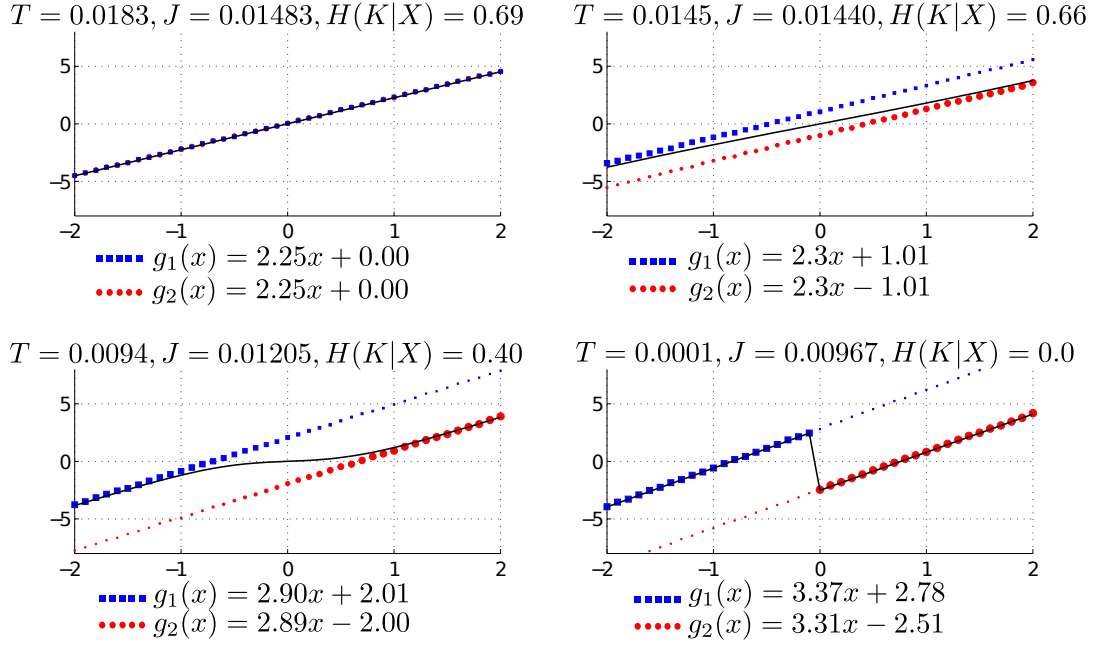 T = 0.0183, J = 0.01483, H(K|X) = 0.69
5
0
−5
−2 −1 0 1 2
g₁(x) = 2.25x + 0.00
g₂(x) = 2.25x + 0.00
T = 0.0145, J = 0.01440, H(K|X) = 0.66
5
0
−5
−2 −1 0 1 2
g₁(x) = 2.3x + 1.01
g₂(x) = 2.3x − 1.01
T = 0.0094, J = 0.01205, H(K|X) = 0.40
5
0
−5
−2 −1 0 1 2
g₁(x) = 2.90x + 2.01
g₂(x) = 2.89x − 2.00
T = 0.0001, J = 0.00967, H(K|X) = 0.0
5
0
−5
−2 −1 0 1 2
g₁(x) = 3.37x + 2.78
g₂(x) = 3.31x − 2.51